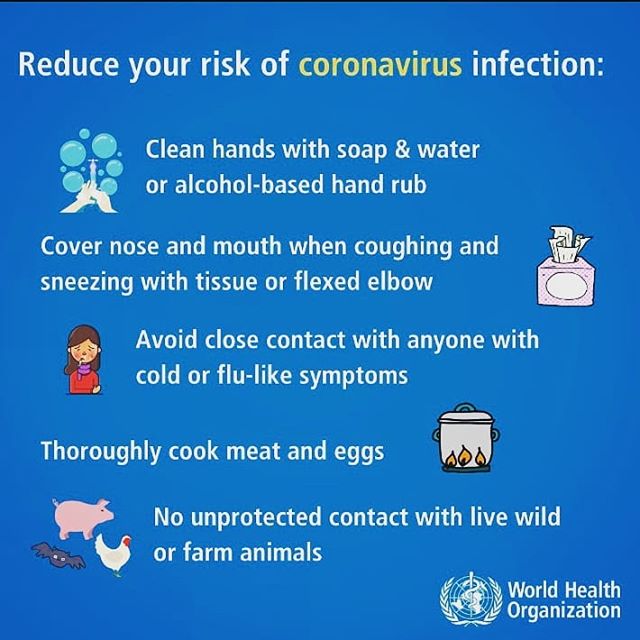 Reduce your risk of coronavirus infection:
Clean hands with soap & water
or alcohol-based hand rub
Cover nose and mouth when coughing and
sneezing with tissue or flexed elbow
Avoid close contact with anyone with
cold or flu-like symptoms
Thoroughly cook meat and eggs
No unprotected contact with live wild
or farm animals
World Health
Organization